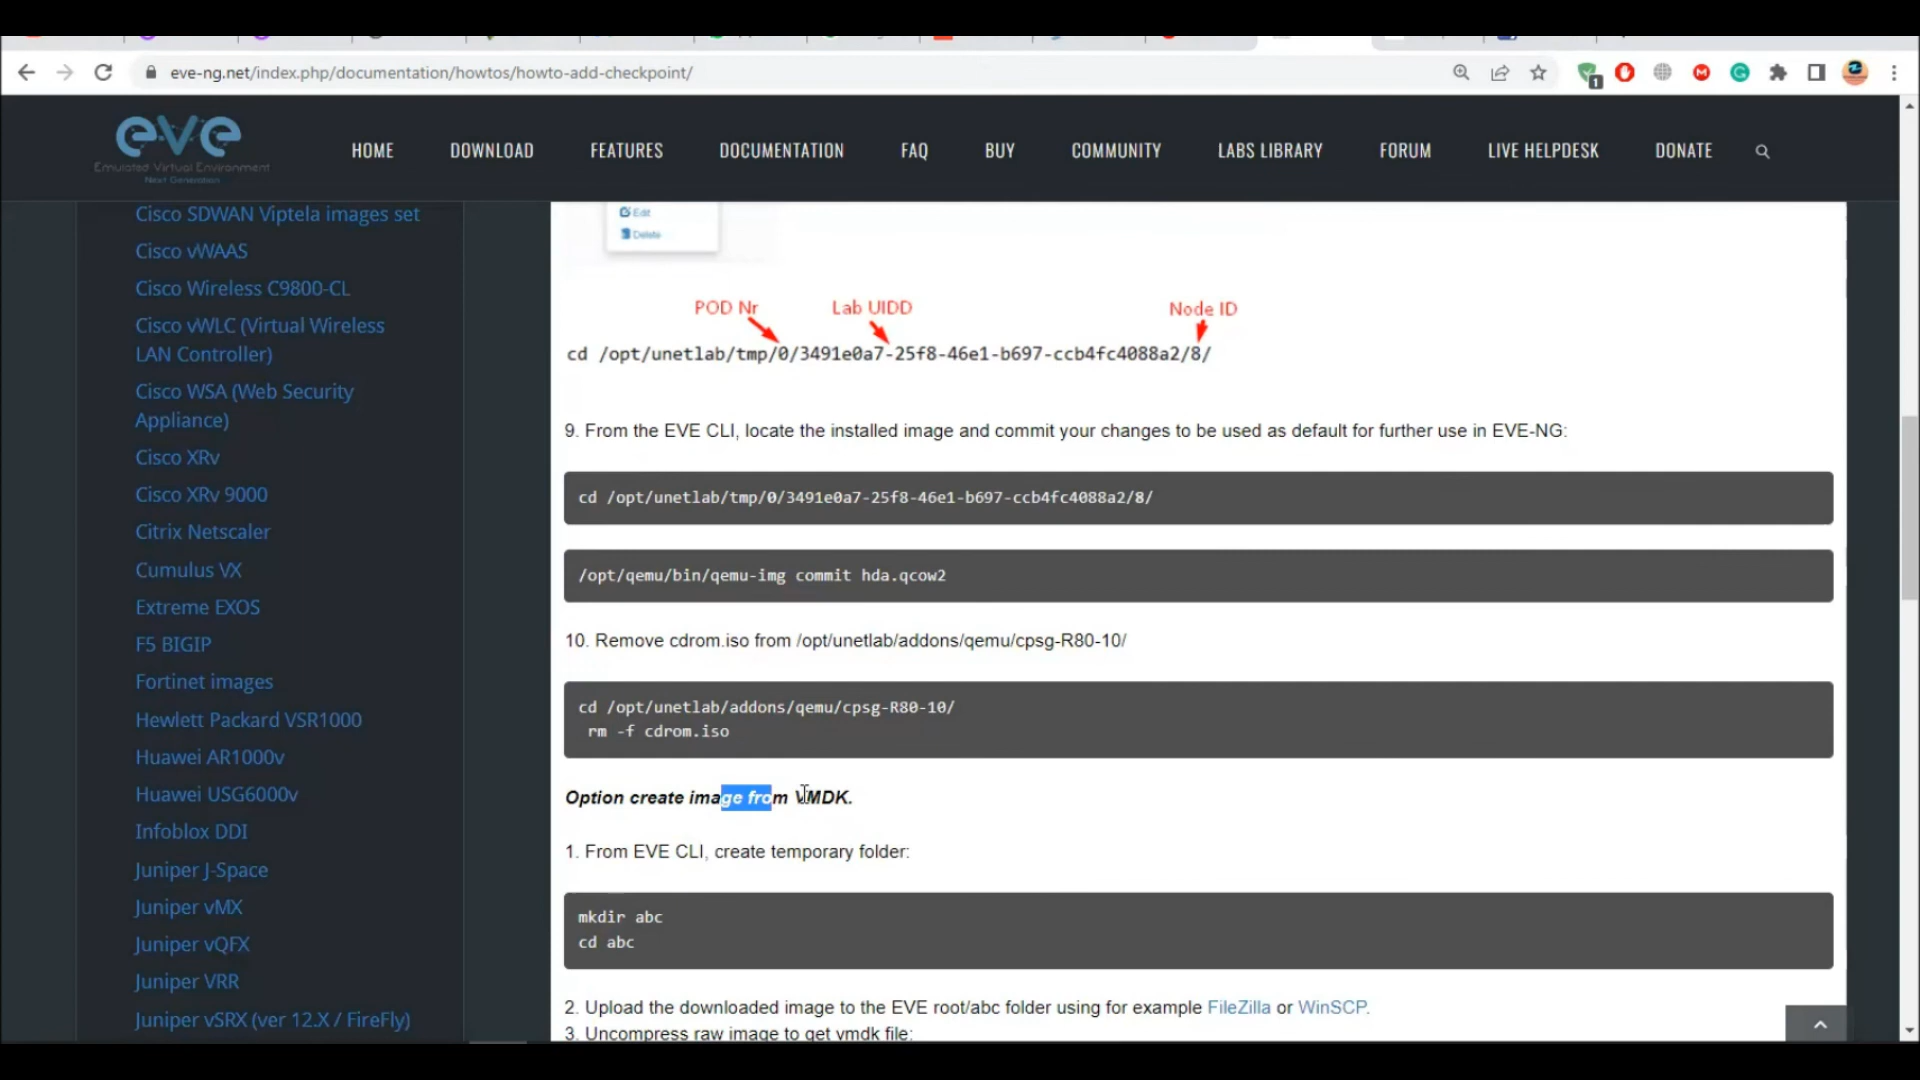 eve-ng.net/index.php/documentation/howtos/howto-add-checkpoint/
1
eve
Emulated Virtual Environment
Next Generation
HOME
DOWNLOAD
FEATURES
DOCUMENTATION
FAQ
BUY
COMMUNITY
LABS LIBRARY
FORUM
LIVE HELPDESK
DONATE
Cisco SDWAN Viptela images set
Cisco vWAAS
Cisco Wireless C9800-CL
Cisco vWLC (Virtual Wireless
LAN Controller)
Cisco WSA (Web Security
Appliance)
Cisco XRv
Cisco XRv 9000
Citrix Netscaler
Cumulus VX
Extreme EXOS
F5 BIGIP
Fortinet images
Hewlett Packard VSR1000
Huawei AR1000v
Huawei USG6000v
Infoblox DDI
Juniper J-Space
Juniper vMX
Juniper vQFX
Juniper VRR
Juniper vSRX (ver 12.X / FireFly)
Edit
Delete
POD Nr
Lab UIDD
Node ID
cd /opt/unetlab/tmp/0/3491e0a7-25f8-46e1-b697-ccb4fc4088a2/8/
9. From the EVE CLI, locate the installed image and commit your changes to be used as default for further use in EVE-NG:
cd /opt/unetlab/tmp/0/3491e0a7-25f8-46e1-b697-ccb4fc4088a2/8/
/opt/qemu/bin/qemu-img commit hda.qcow2
10. Remove cdrom.iso from /opt/unetlab/addons/qemu/cpsg-R80-10/
cd /opt/unetlab/addons/qemu/cpsg-R80-10/
rm -f cdrom.iso
Option create image from VMDK.
1. From EVE CLI, create temporary folder:
mkdir abc
cd abc
2. Upload the downloaded image to the EVE root/abc folder using for example FileZilla or WinSCP.
3. Uncompress raw image to get vmdk file: